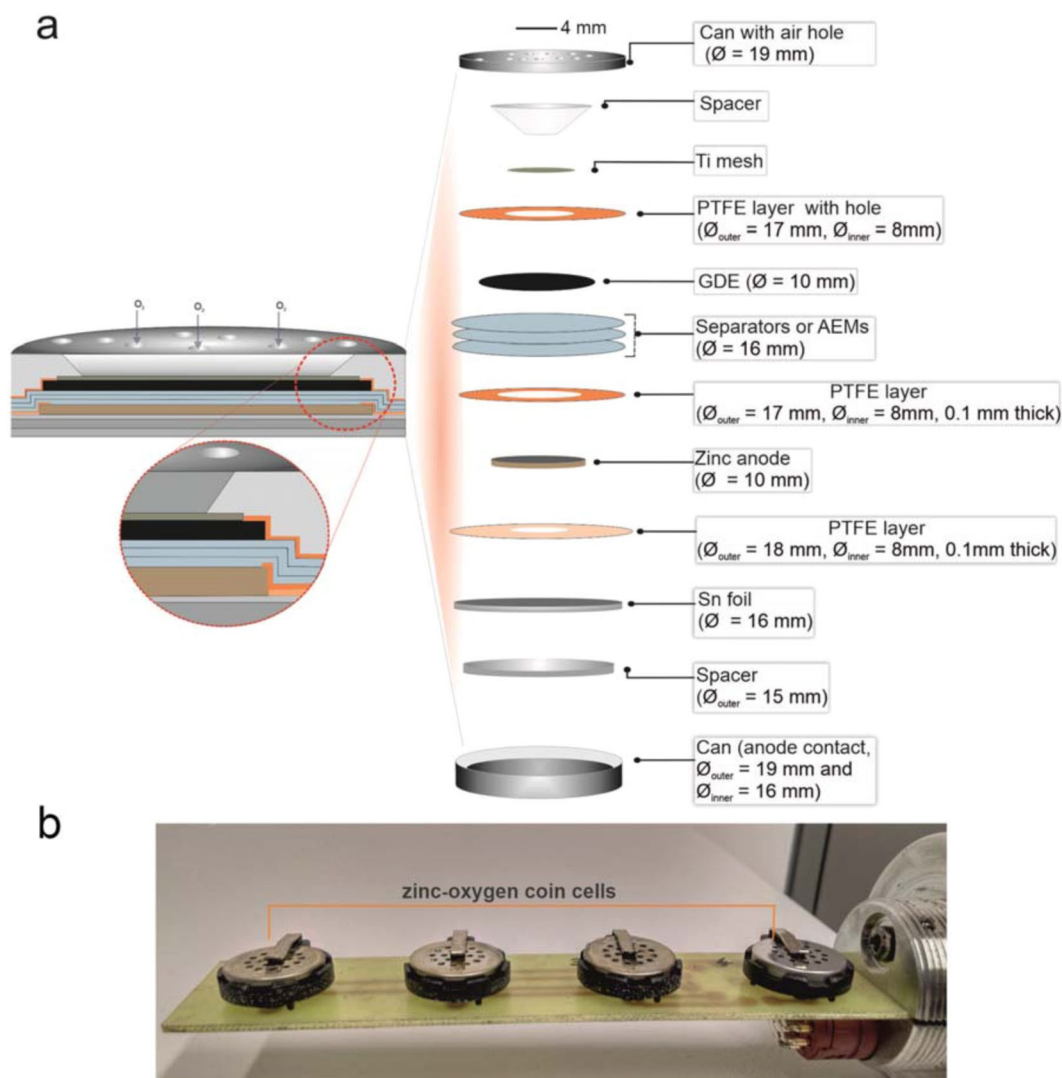 a
4 mm
Can with air hole
(Ø = 19 mm)
Spacer
Ti mesh
PTFE layer with hole
(Øouter = 17 mm, Øinner = 8mm)
GDE (Ø = 10 mm)
Separators or AEMs
(Ø = 16 mm)
PTFE layer
(Øouter = 17 mm, Øinner = 8mm, 0.1 mm thick)
Zinc anode
(Ø = 10 mm)
PTFE layer
(Øouter = 18 mm, Øinner = 8mm, 0.1mm thick)
Sn foil
(Ø = 16 mm)
Spacer
(Øouter = 15 mm)
Can (anode contact,
Øouter = 19 mm and
Øinner = 16 mm)
O₂ O₂ O₂
b
zinc-oxygen coin cells